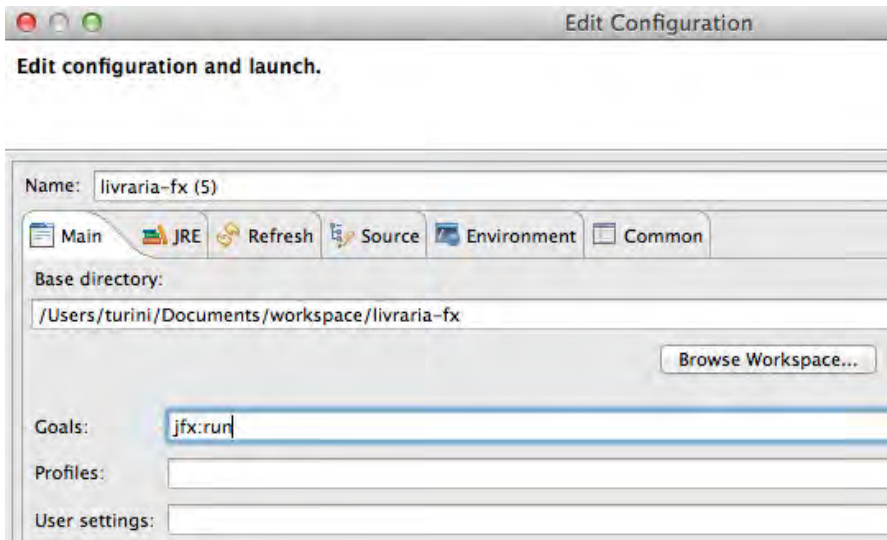 Edit Configuration
Edit configuration and launch.
Name: livraria-fx (5)
Main JRE Refresh Source Environment Common
Base directory:
/Users/turini/Documents/workspace/livraria-fx
Browse Workspace...
Goals: jfx:run
Profiles:
User settings: